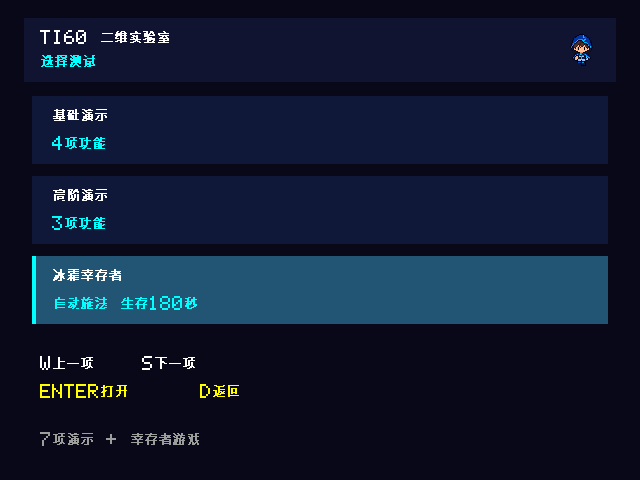 TI60 二维实验室
选择测试
基础演示
4项功能
高阶演示
3项功能
冰霜幸存者
自动施法 生存180秒
W上一项 S下一项
ENTER打开 D返回
7项演示 + 幸存者游戏